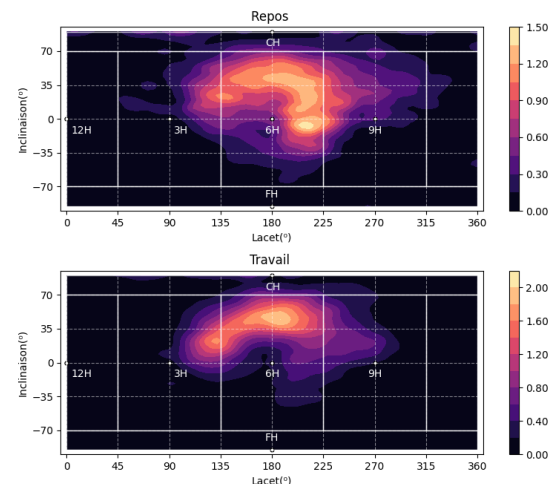 Repos
Inclinaison(º)
70
35
0
−35
−70
CH
12H
3H
6H
9H
FH
0
45
90
135
180
225
270
315
360
Lacet(º)
1.50
1.20
0.90
0.60
0.30
0.00
Travail
Inclinaison(º)
70
35
0
−35
−70
CH
12H
3H
6H
9H
FH
0
45
90
135
180
225
270
315
360
Lacet(º)
2.00
1.60
1.20
0.80
0.40
0.00